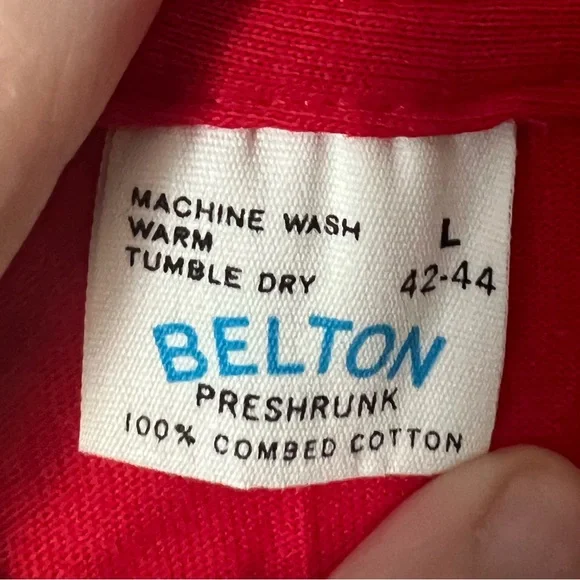 MACHINE WASH
WARM
TUMBLE DRY
L
42-44
BELTON
PRESHRUNK
100% COMBED COTTON